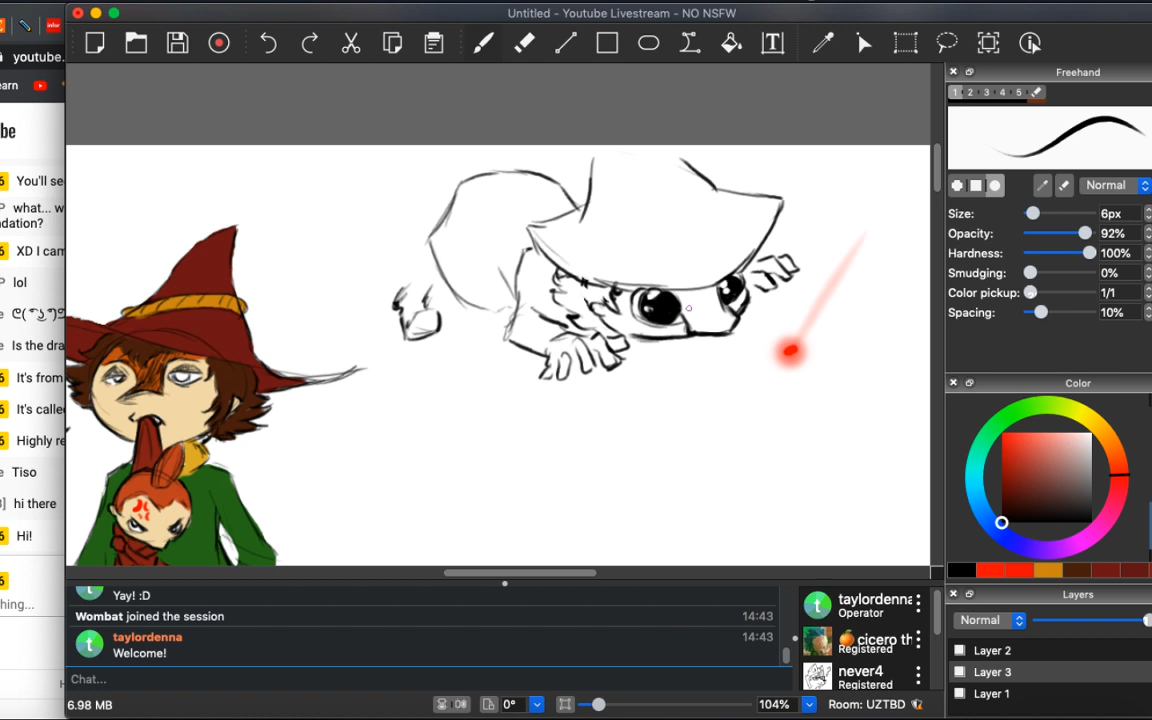 Untitled - Youtube Livestream - NO NSFW
youtube.
earn
be
You'll se
what... w
dation?
XD I cam
lol
Is the dra
It's from
It's calle
Highly re
Tiso
hi there
Hi!
hing...
Freehand
1 2 3 4 5
Normal
Size: 6px
Opacity: 92%
Hardness: 100%
Smudging: 0%
Color pickup: 1/1
Spacing: 10%
Color
Layers
Normal
Layer 2
Layer 3
Layer 1
t Yay! :D
Wombat joined the session 14:43
t taylordenna 14:43
Welcome!
Chat...
t taylordenna
Operator
cicero th
Registered
never4
Registered
6.98 MB 0° 104% Room: UZTBD